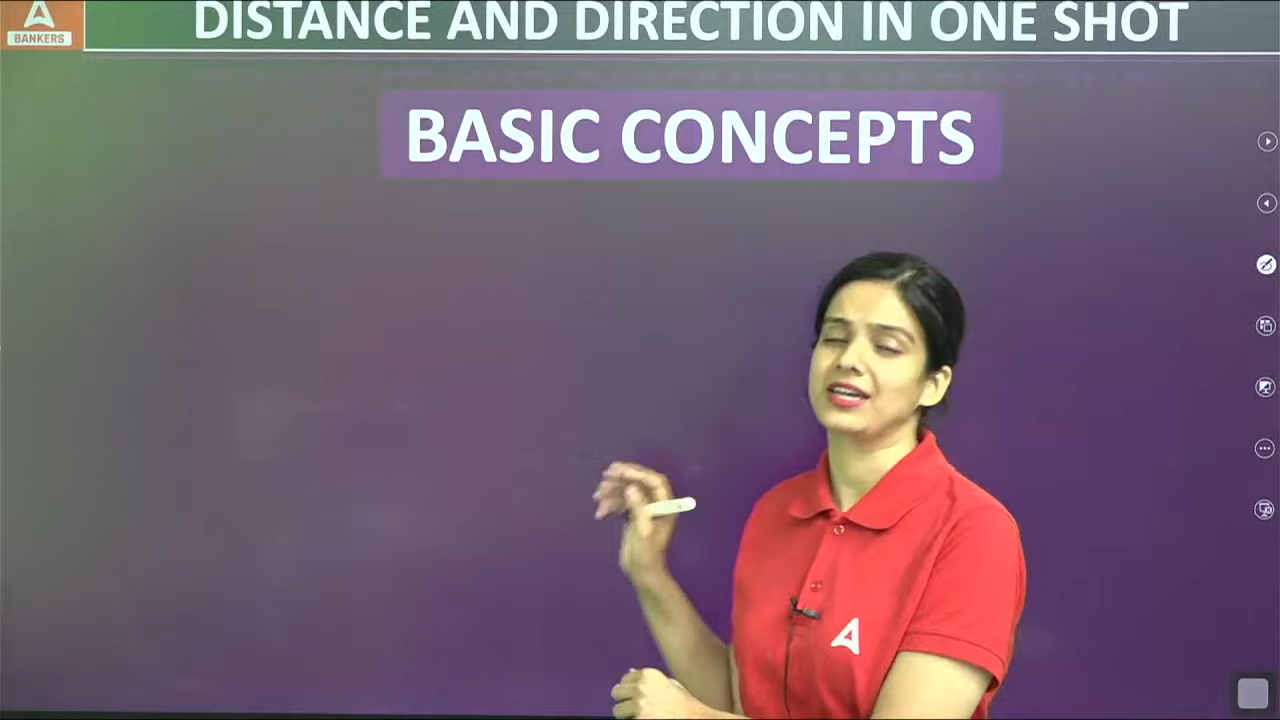 BANKERS
DISTANCE AND DIRECTION IN ONE SHOT
BASIC CONCEPTS